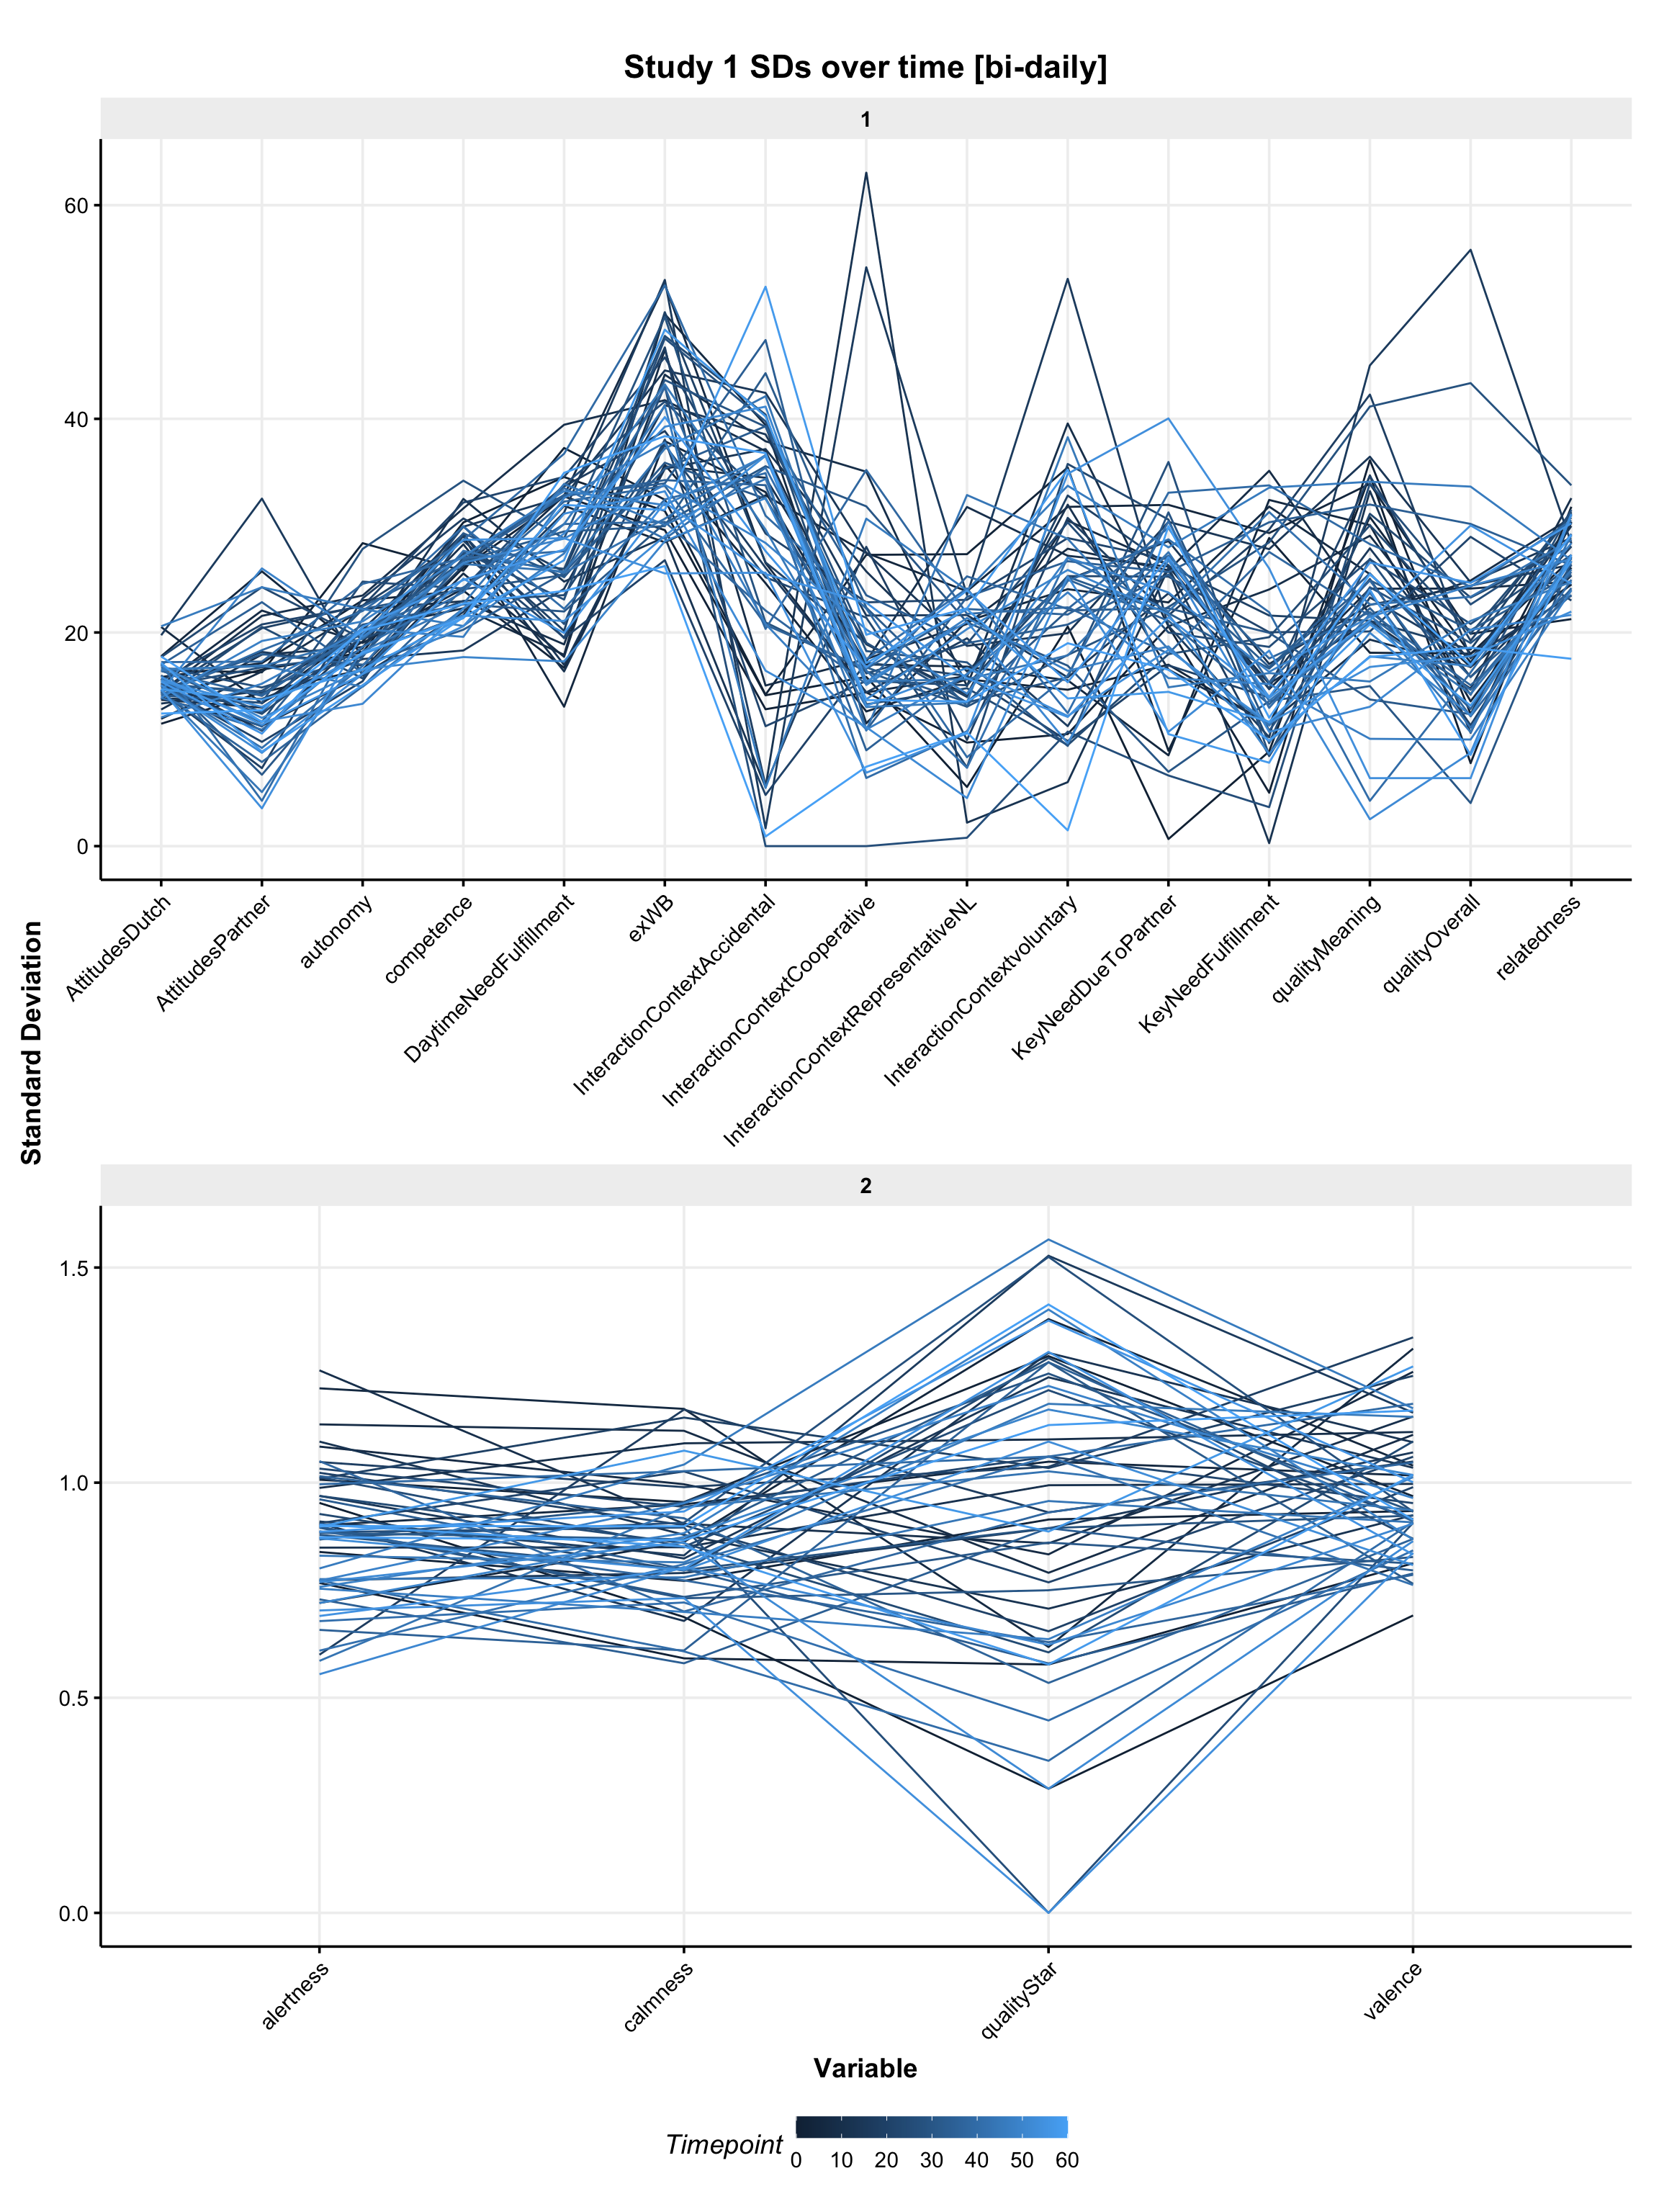 Study 1 SDs over time [bi-daily]
1
60
40
20
0
AttitudesDutch
AttitudesPartner
autonomy
competence
DaytimeNeedFulfillment
exWB
InteractionContextAccidental
InteractionContextCooperative
InteractionContextRepresentativeNL
InteractionContextvoluntary
KeyNeedDueToPartner
KeyNeedFulfillment
qualityMeaning
qualityOverall
relatedness
Standard Deviation
2
1.5
1.0
0.5
0.0
alertness
calmness
qualityStar
valence
Variable
Timepoint
0 10 20 30 40 50 60